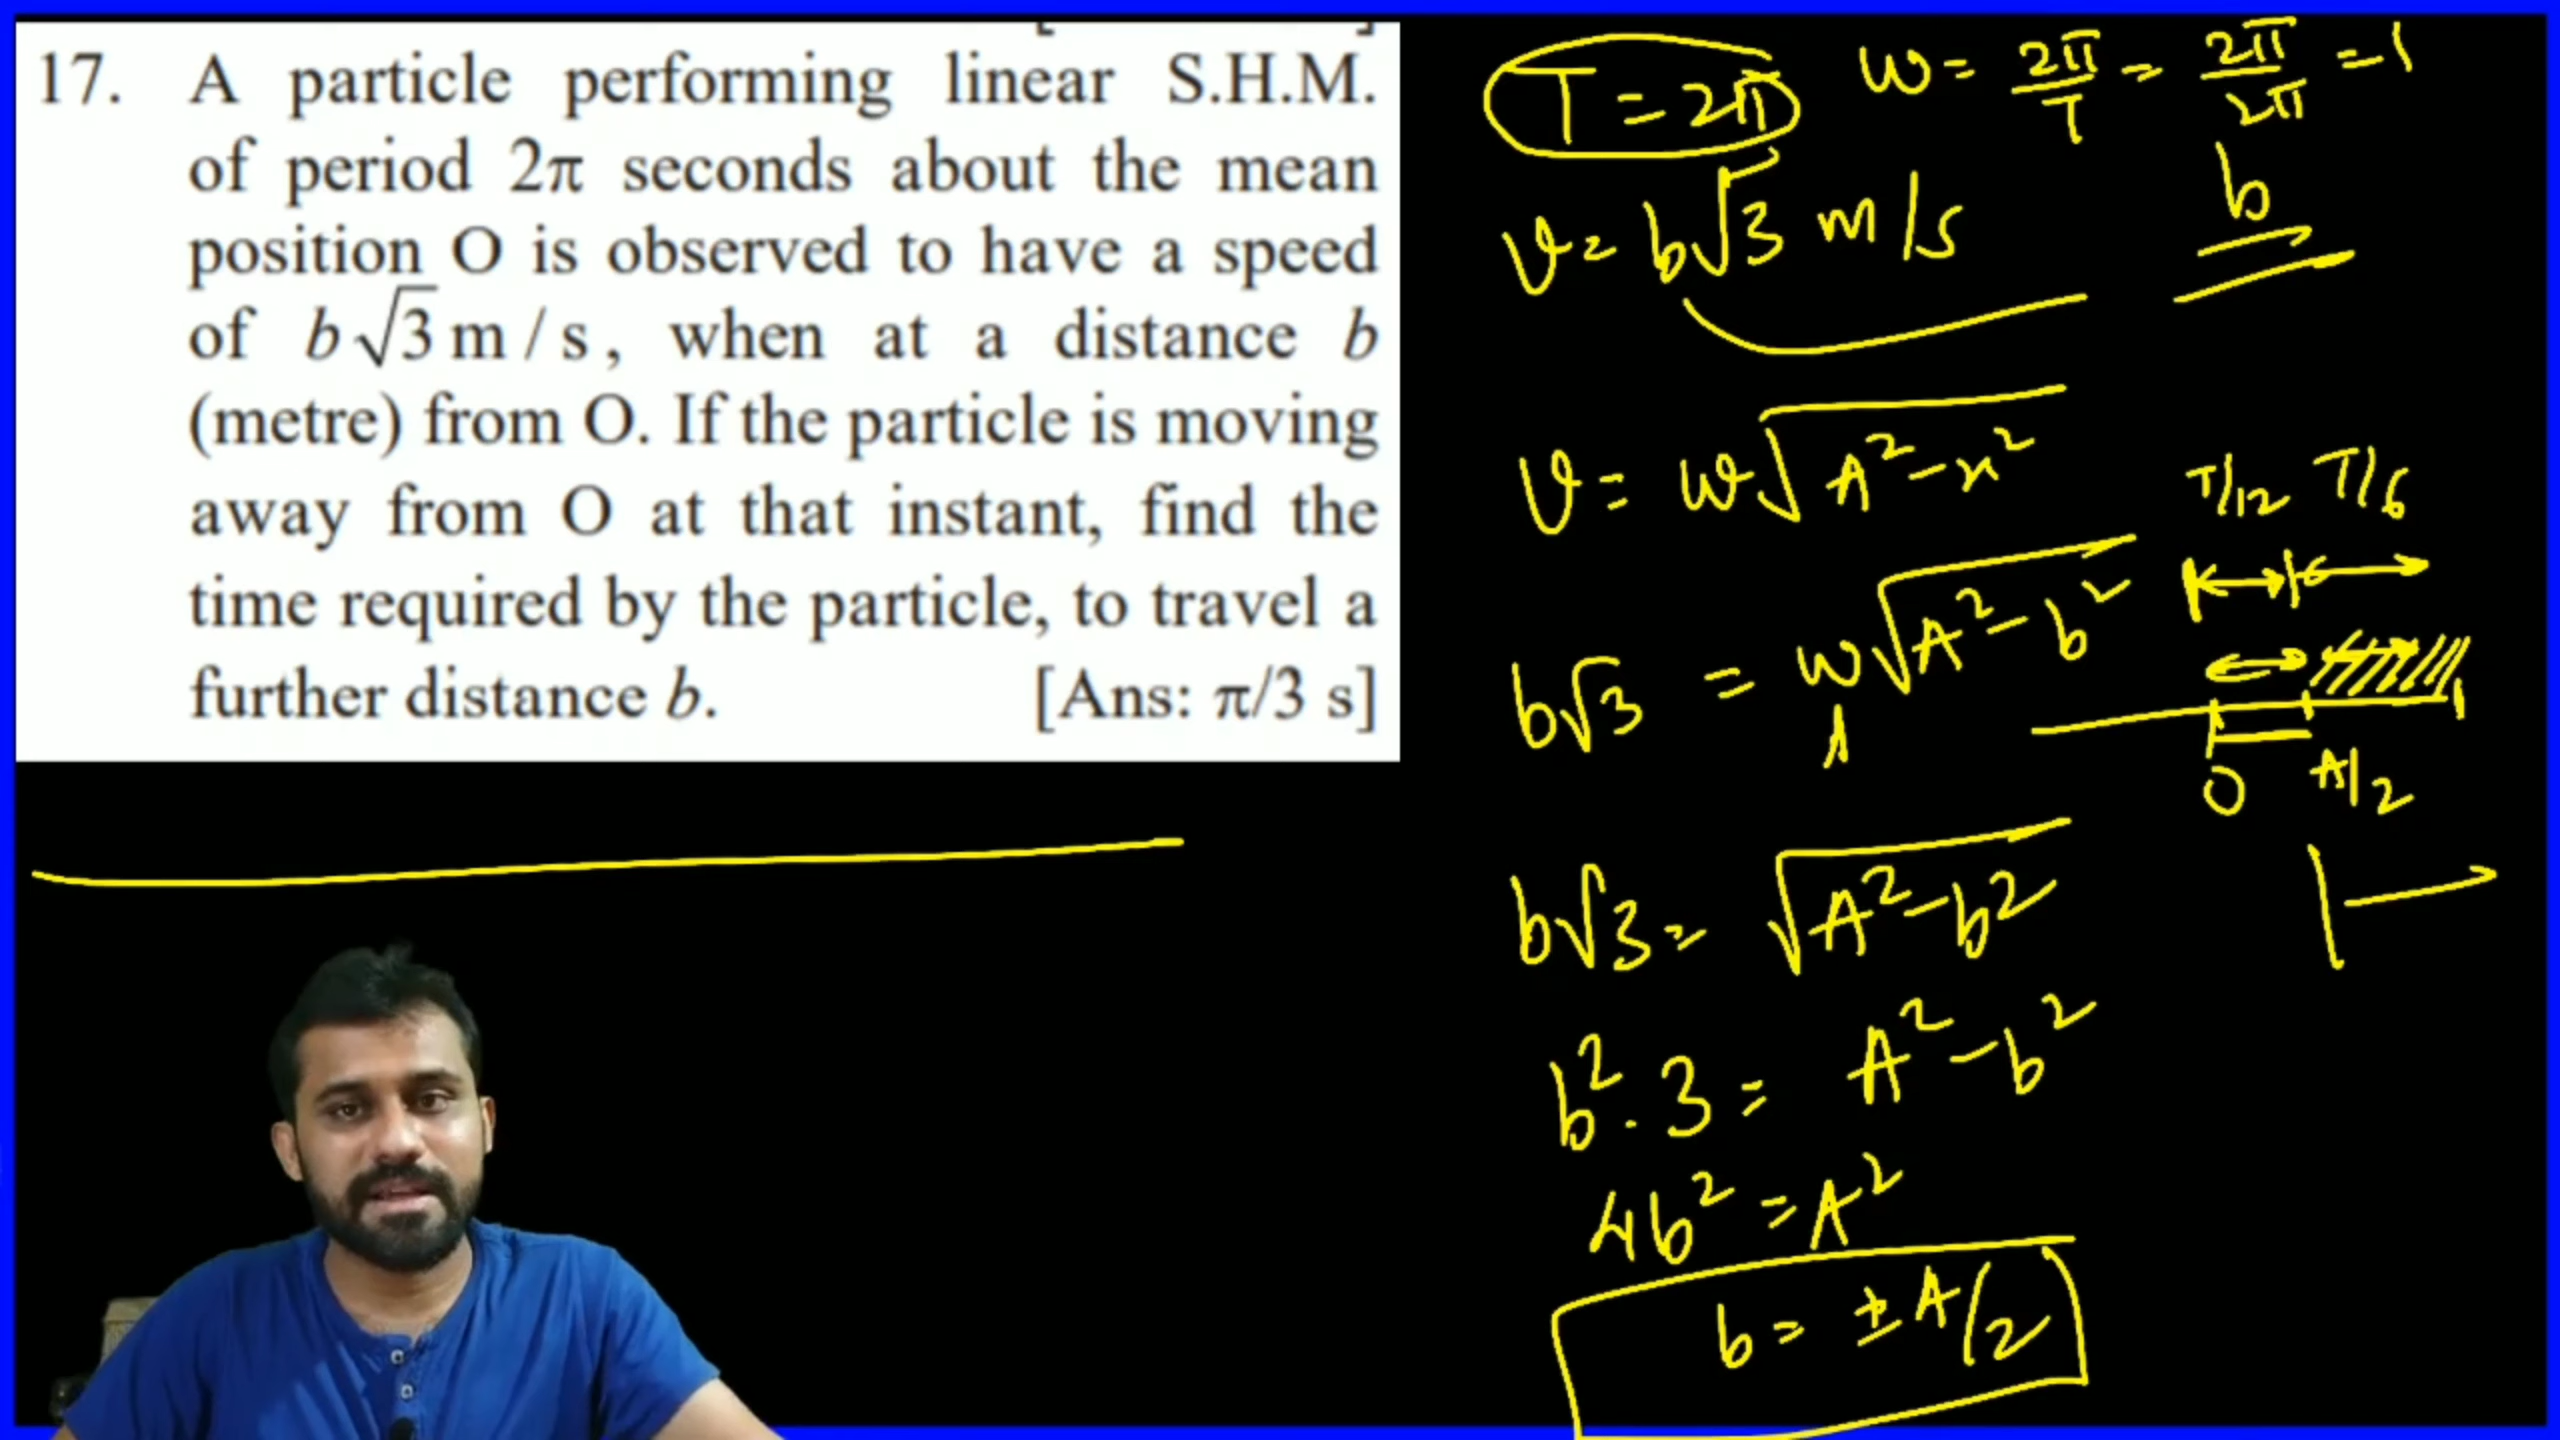 17. A particle performing linear S.H.M.
of period 2π seconds about the mean
position O is observed to have a speed
of b√3 m / s, when at a distance b
(metre) from O. If the particle is moving
away from O at that instant, find the
time required by the particle, to travel a
further distance b. [Ans: π/3 s]
T = 2π
w = 2π/T = 2π/2π = 1
v = b√3 m/s
b
v = w√A²-x²
T/12 T/6
b√3 = w√A²-b²
1
O A/2
b√3 = √A²-b²
b².3 = A²-b²
4b² = A²
b = ±A/2